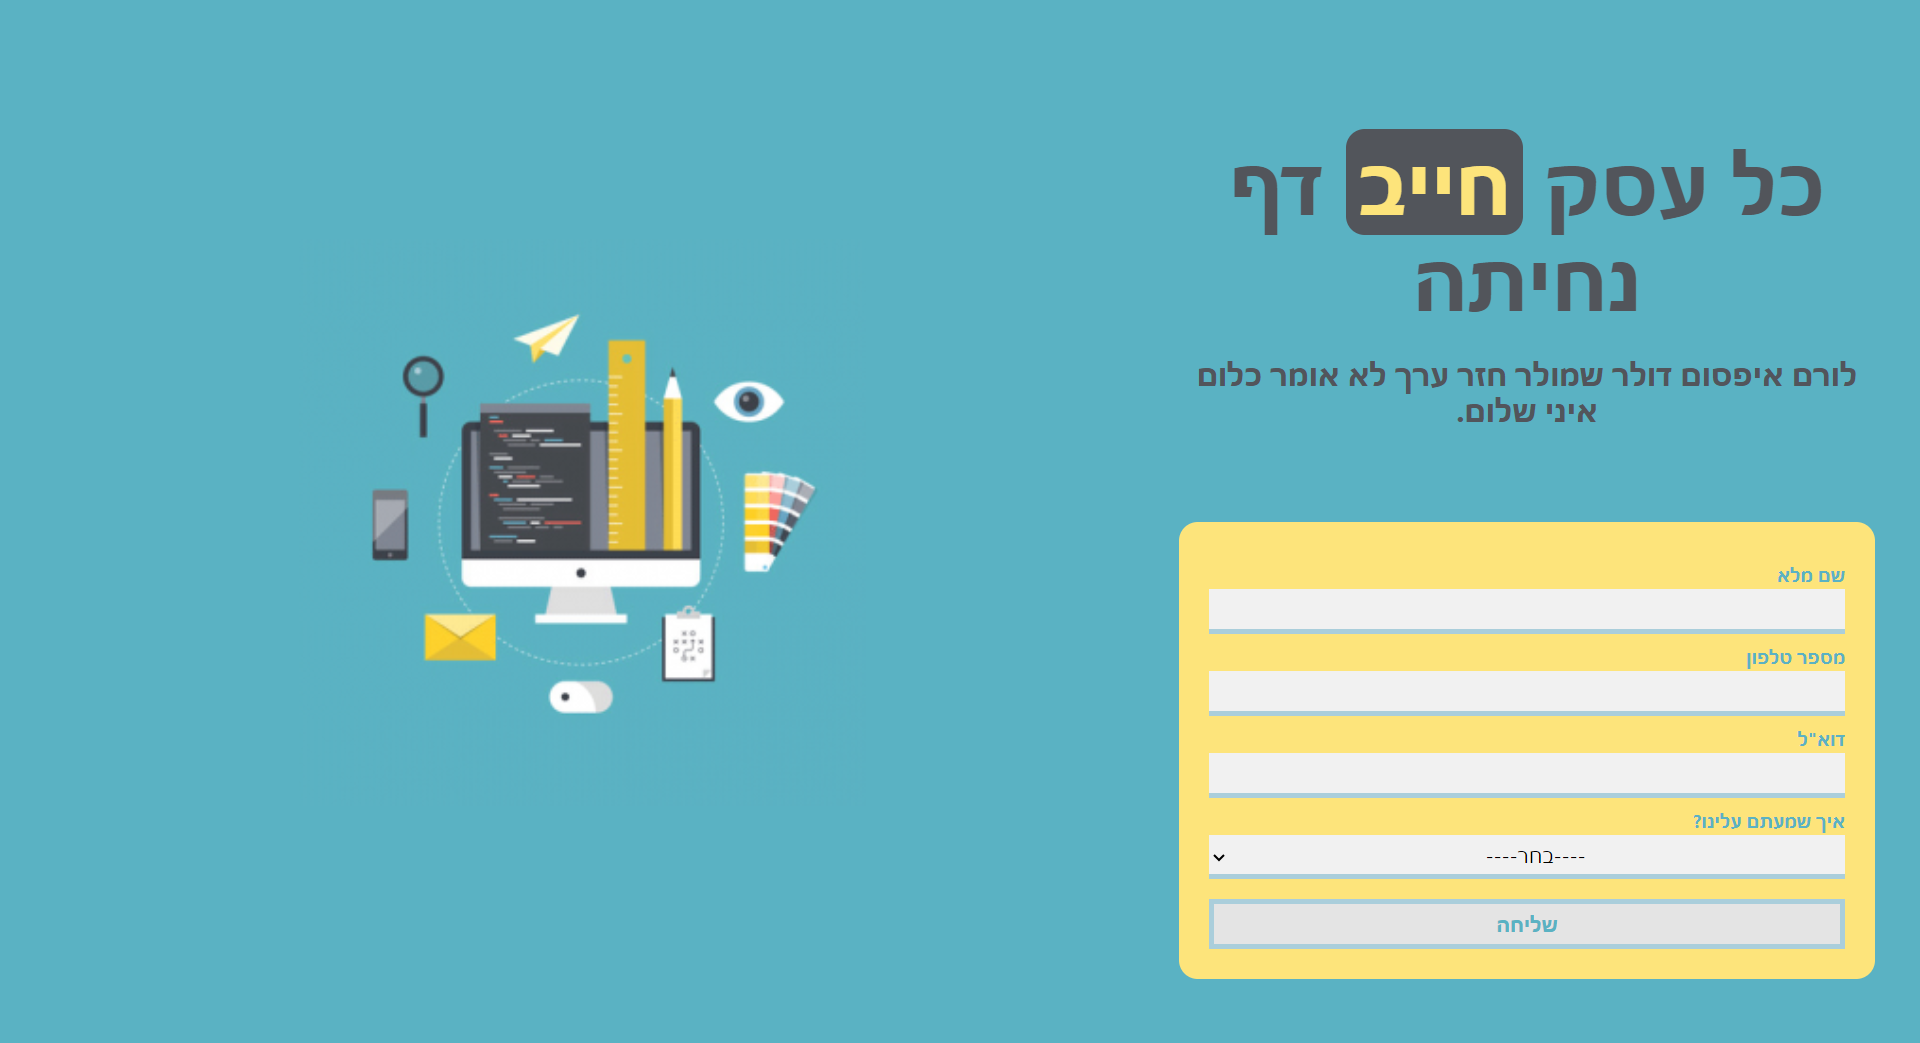 כל עסק חייב דף
נחיתה
לורם איפסום דולר שמולר חזר ערך לא אומר כלום
איני שלום.
שם מלא
מספר טלפון
דוא"ל
איך שמעתם עלינו?
----בחר----
שליחה